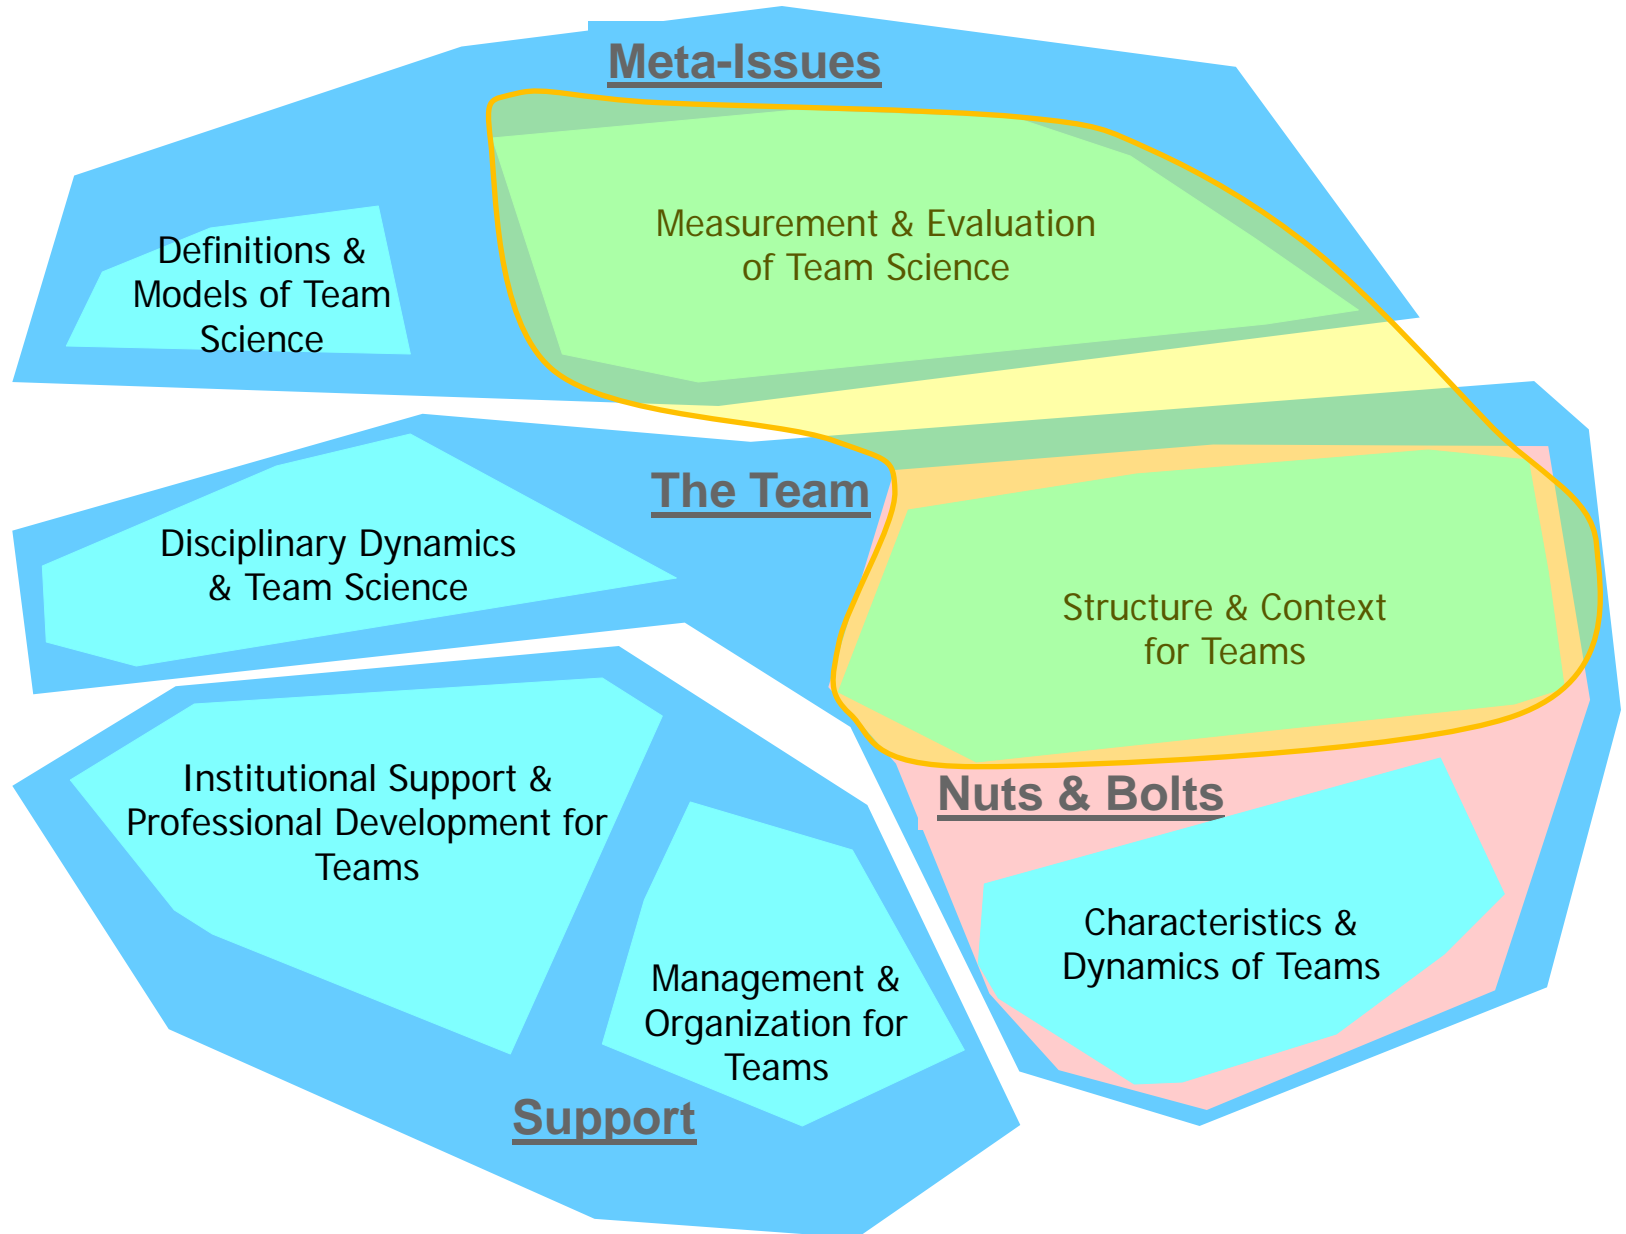 Meta-Issues
Measurement & Evaluation
of Team Science
Definitions &
Models of Team
Science
The Team
Disciplinary Dynamics
& Team Science
Structure & Context
for Teams
Institutional Support &
Professional Development for
Teams
Nuts & Bolts
Characteristics &
Dynamics of Teams
Management &
Organization for
Teams
Support